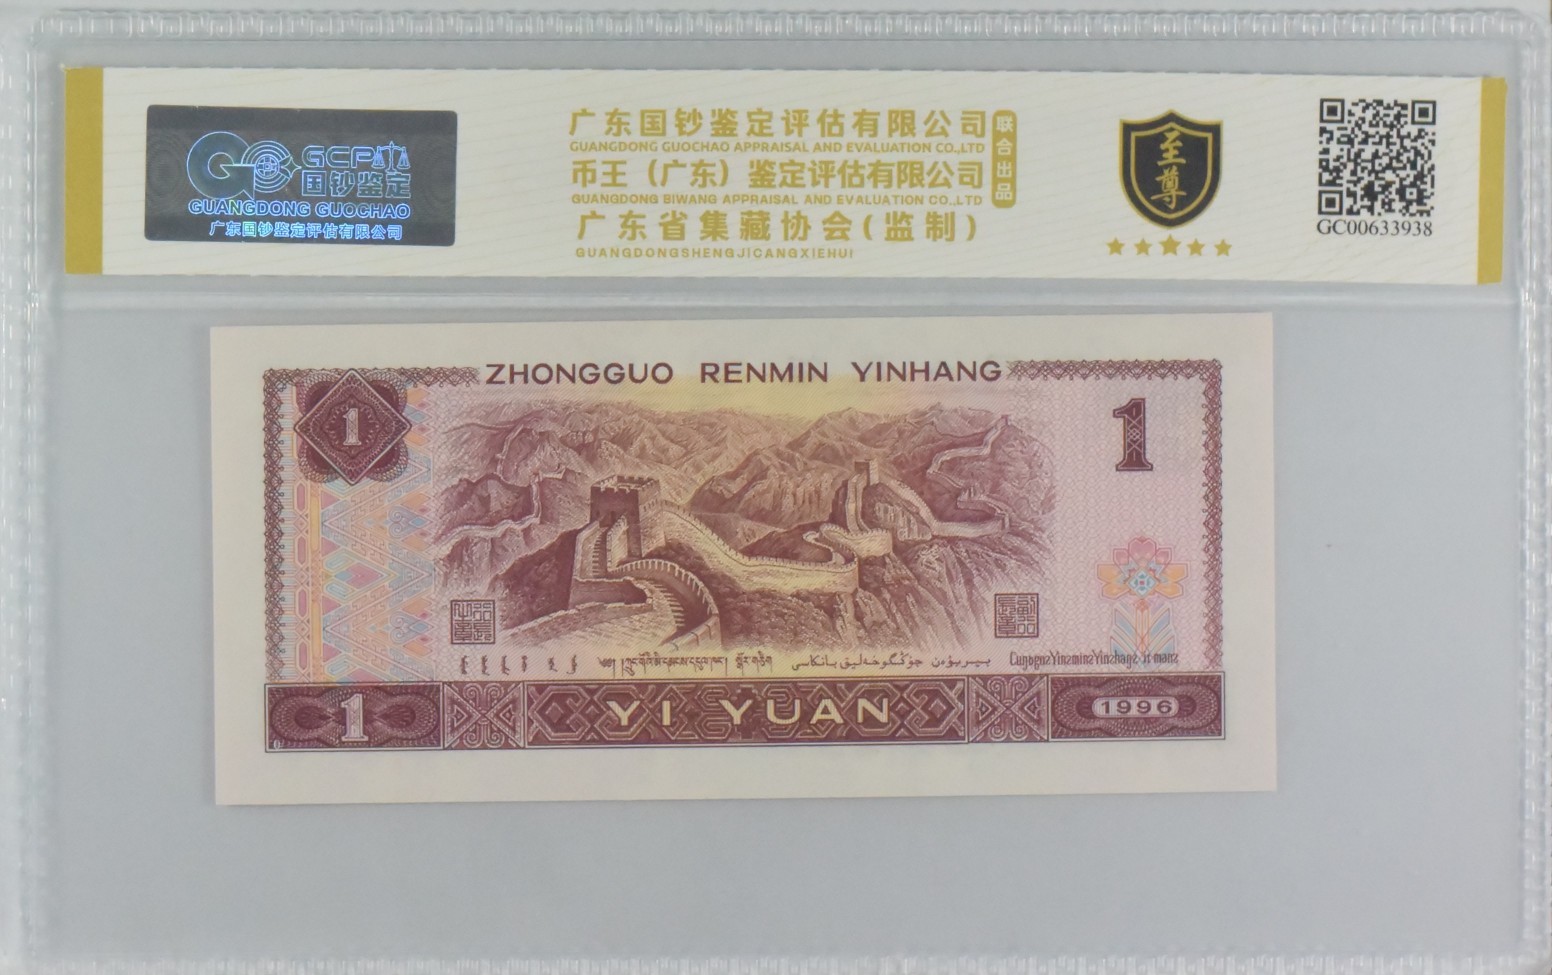 GCP
国钞鉴定
GUANGDONG GUOCHAO
广东国钞鉴定评估有限公司
广东国钞鉴定评估有限公司
GUANGDONG GUOCHAO APPRAISAL AND EVALUATION CO.,LTD
币王（广东）鉴定评估有限公司
GUANGDONG BIWANG APPRAISAL AND EVALUATION CO.,LTD
广东省集藏协会(监制)
GUANGDONGSHENGJICANGXIEHUI
联合出品
至尊
GC00633938
ZHONGGUO RENMIN YINHANG
1
1
1
YI YUAN
1996